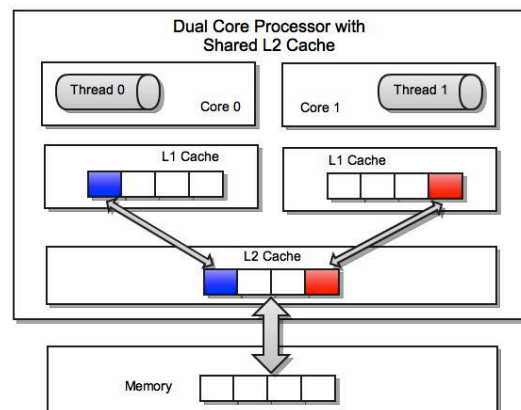 Dual Core Processor with
Shared L2 Cache
Thread 0
Core 0
Core 1
Thread 1
L1 Cache
L1 Cache
L2 Cache
Memory